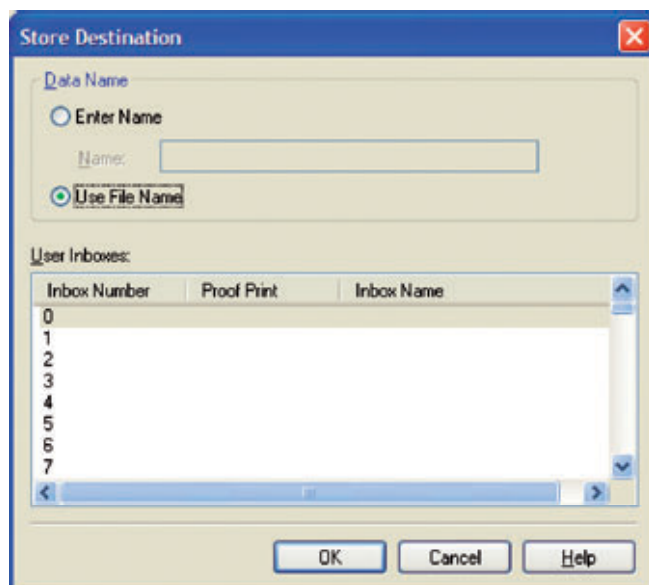 Store Destination
Data Name
Enter Name
Name:
Use File Name
User Inboxes:
Inbox Number Proof Print Inbox Name
0
1
2
3
4
5
6
7
OK Cancel Help